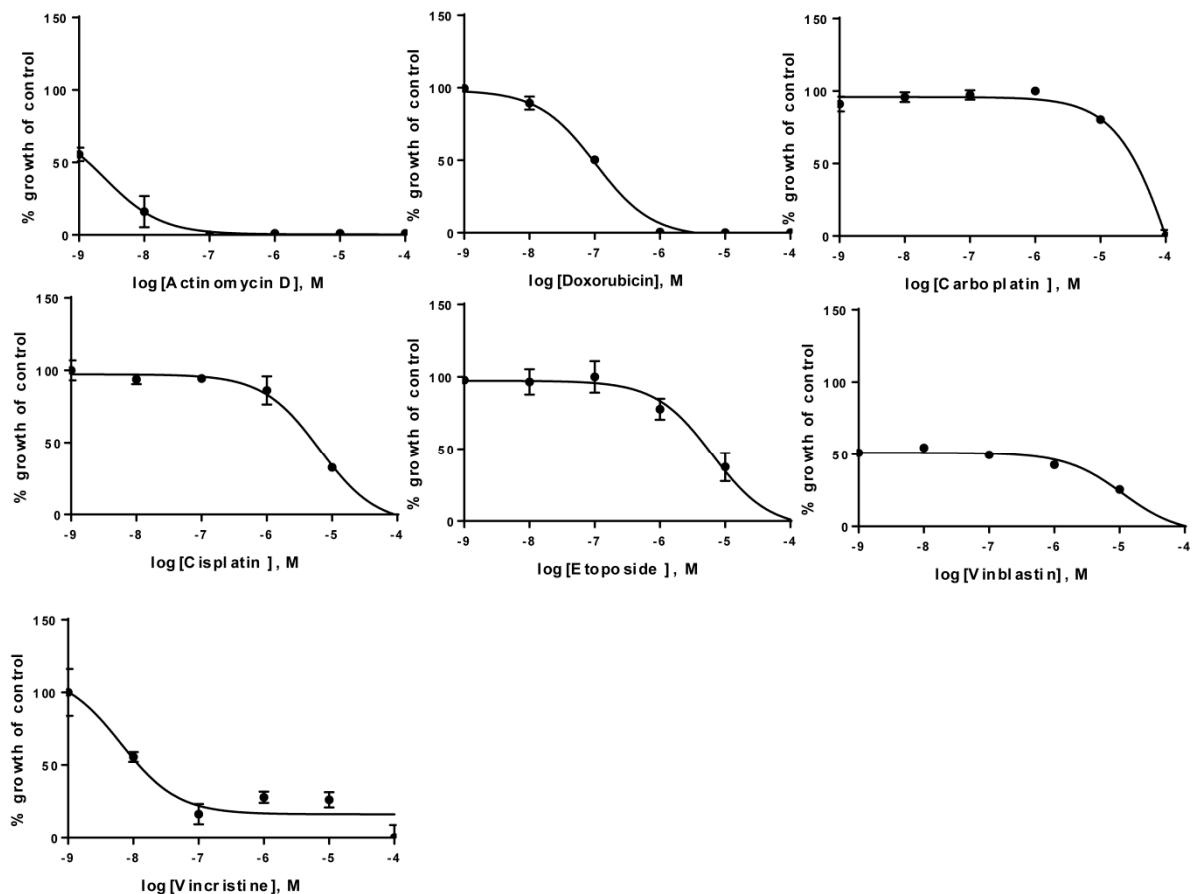 150
100
50
0
% growth of control
-9 -8 -7 -6 -5 -4
log [Actinomycin D], M
150
100
50
0
% growth of control
-9 -8 -7 -6 -5 -4
log [Doxorubicin], M
150
100
50
0
% growth of control
-9 -8 -7 -6 -5 -4
log [Carboplatin ], M
150
100
50
0
% growth of control
-9 -8 -7 -6 -5 -4
log [Cisplatin ], M
150
100
50
0
% growth of control
-9 -8 -7 -6 -5 -4
log [Etoposide ], M
150
100
50
0
% growth of control
-9 -8 -7 -6 -5 -4
log [Vinblastin], M
150
100
50
0
% growth of control
-9 -8 -7 -6 -5 -4
log [Vincristine], M